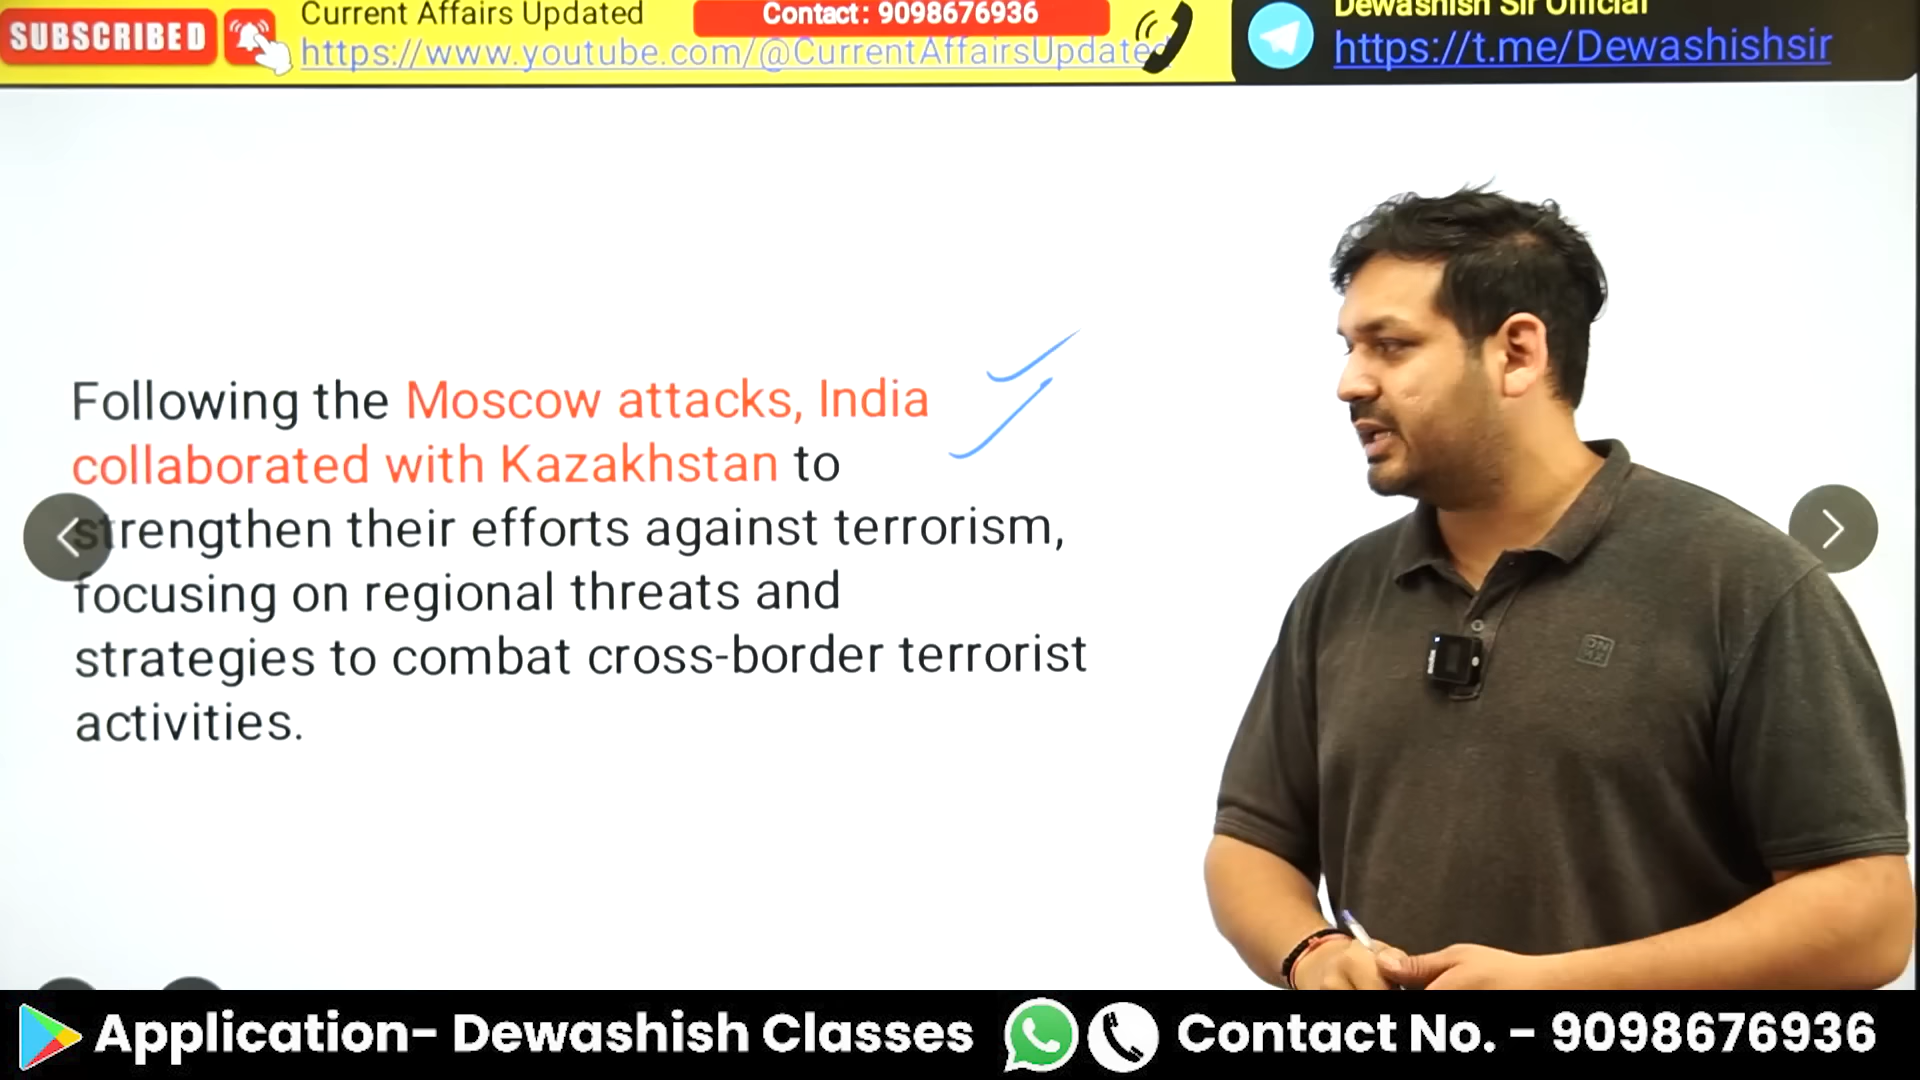 SUBSCRIBED
Current Affairs Updated
https://www.youtube.com/@CurrentAffairsUpdated
Contact: 9098676936
Dewashish Sir Official
https://t.me/Dewashishsir
Following the Moscow attacks, India
collaborated with Kazakhstan to
strengthen their efforts against terrorism,
focusing on regional threats and
strategies to combat cross-border terrorist
activities.
Application- Dewashish Classes
Contact No. - 9098676936